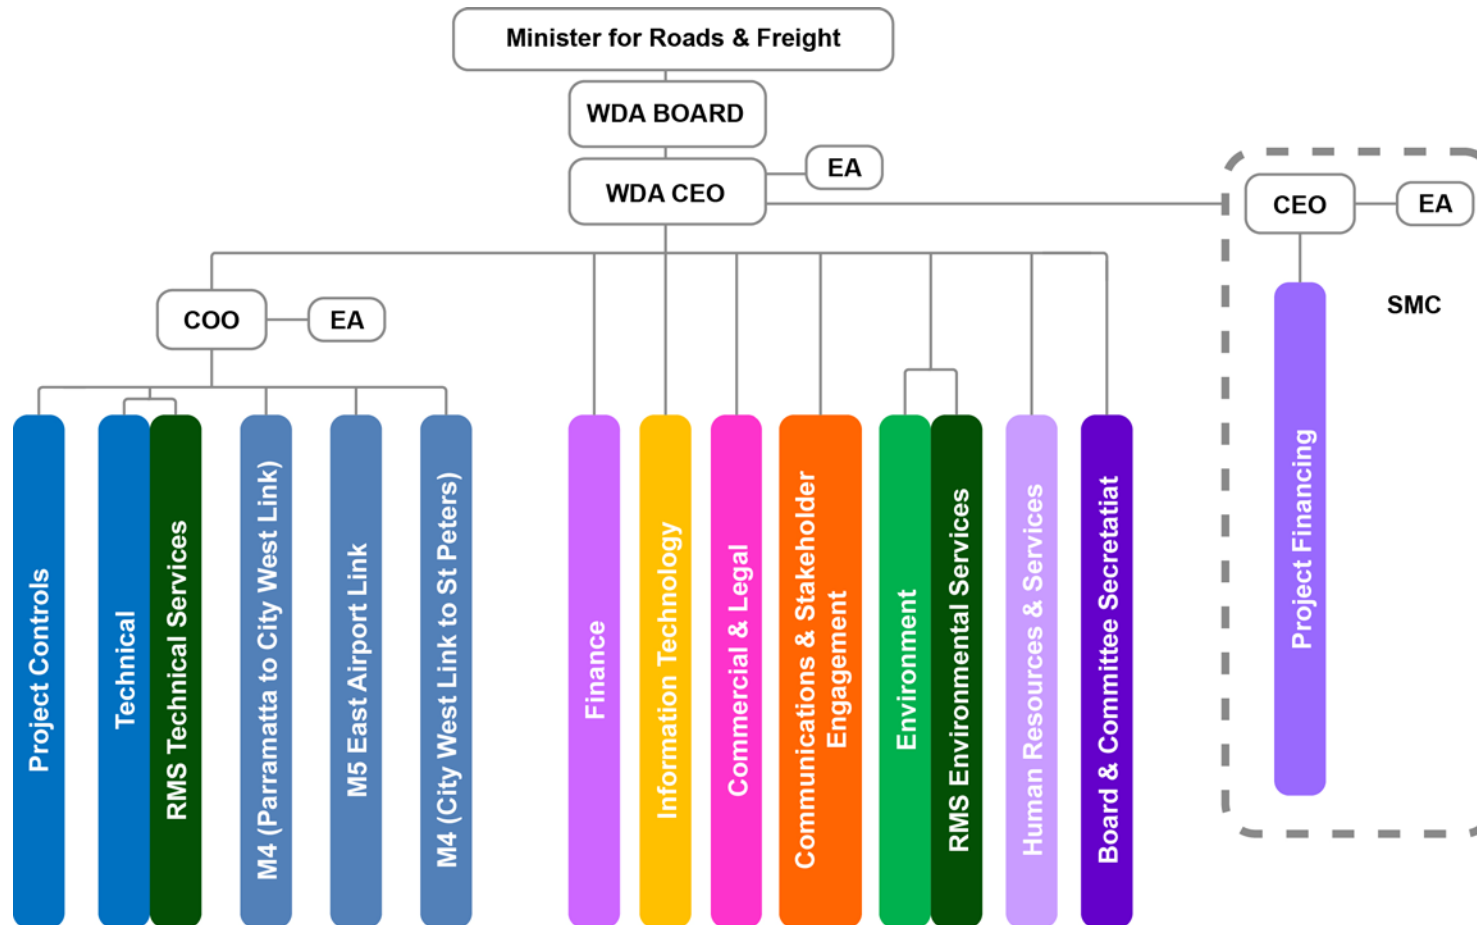 Minister for Roads & Freight
WDA BOARD
WDA CEO
EA
CEO
EA
SMC
COO
EA
Project Controls
Technical
RMS Technical Services
M4 (Parramatta to City West Link)
M5 East Airport Link
M4 (City West Link to St Peters)
Finance
Information Technology
Commercial & Legal
Communications & Stakeholder
Engagement
Environment
RMS Environmental Services
Human Resources & Services
Board & Committee Secretatiat
Project Financing